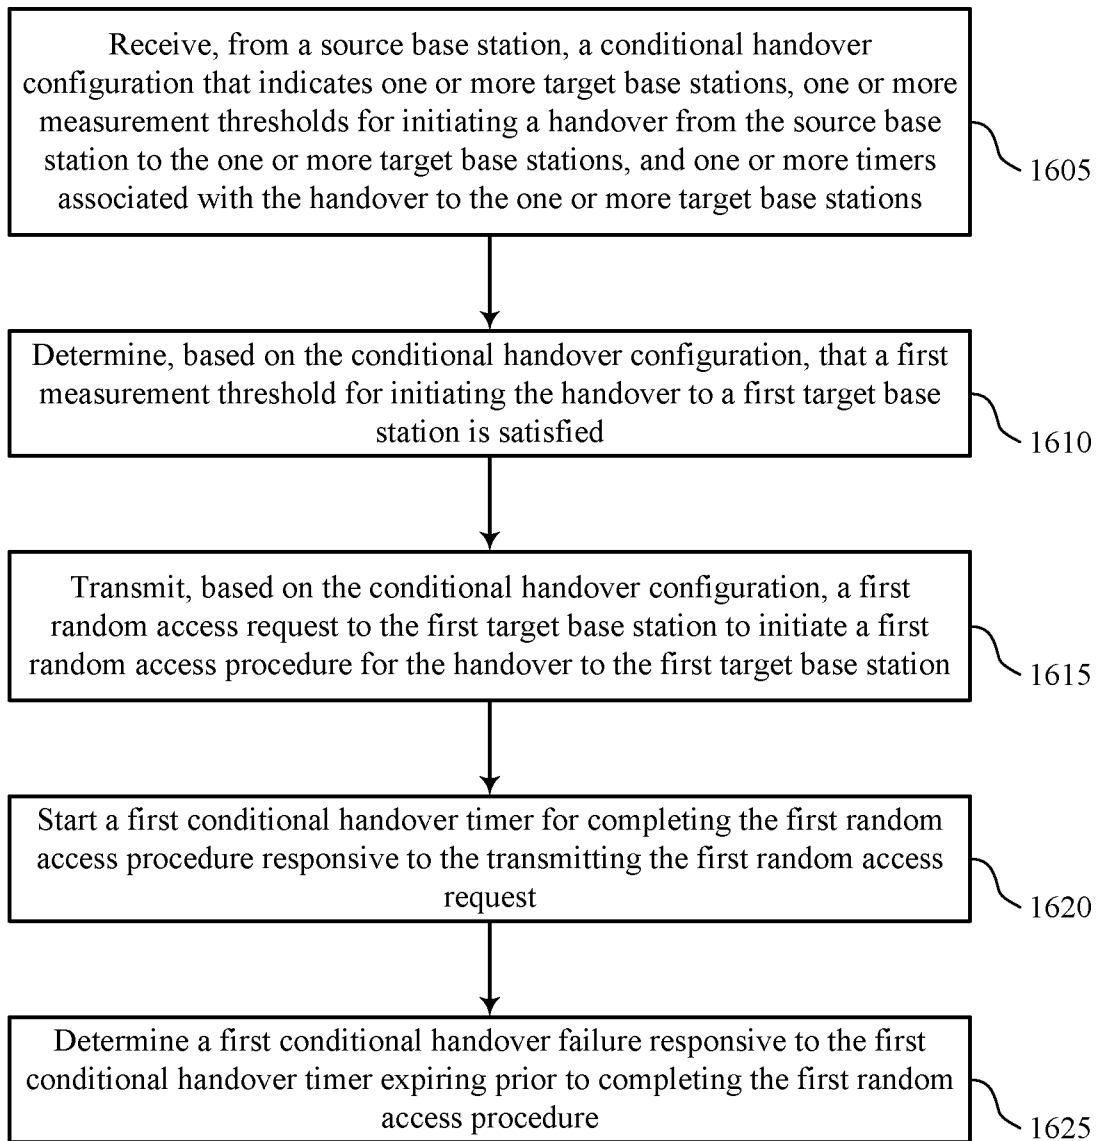 Receive, from a source base station, a conditional handover
configuration that indicates one or more target base stations, one or more
measurement thresholds for initiating a handover from the source base
station to the one or more target base stations, and one or more timers
associated with the handover to the one or more target base stations
1605
Determine, based on the conditional handover configuration, that a first
measurement threshold for initiating the handover to a first target base
station is satisfied
1610
Transmit, based on the conditional handover configuration, a first
random access request to the first target base station to initiate a first
random access procedure for the handover to the first target base station
1615
Start a first conditional handover timer for completing the first random
access procedure responsive to the transmitting the first random access
request
1620
Determine a first conditional handover failure responsive to the first
conditional handover timer expiring prior to completing the first random
access procedure
1625